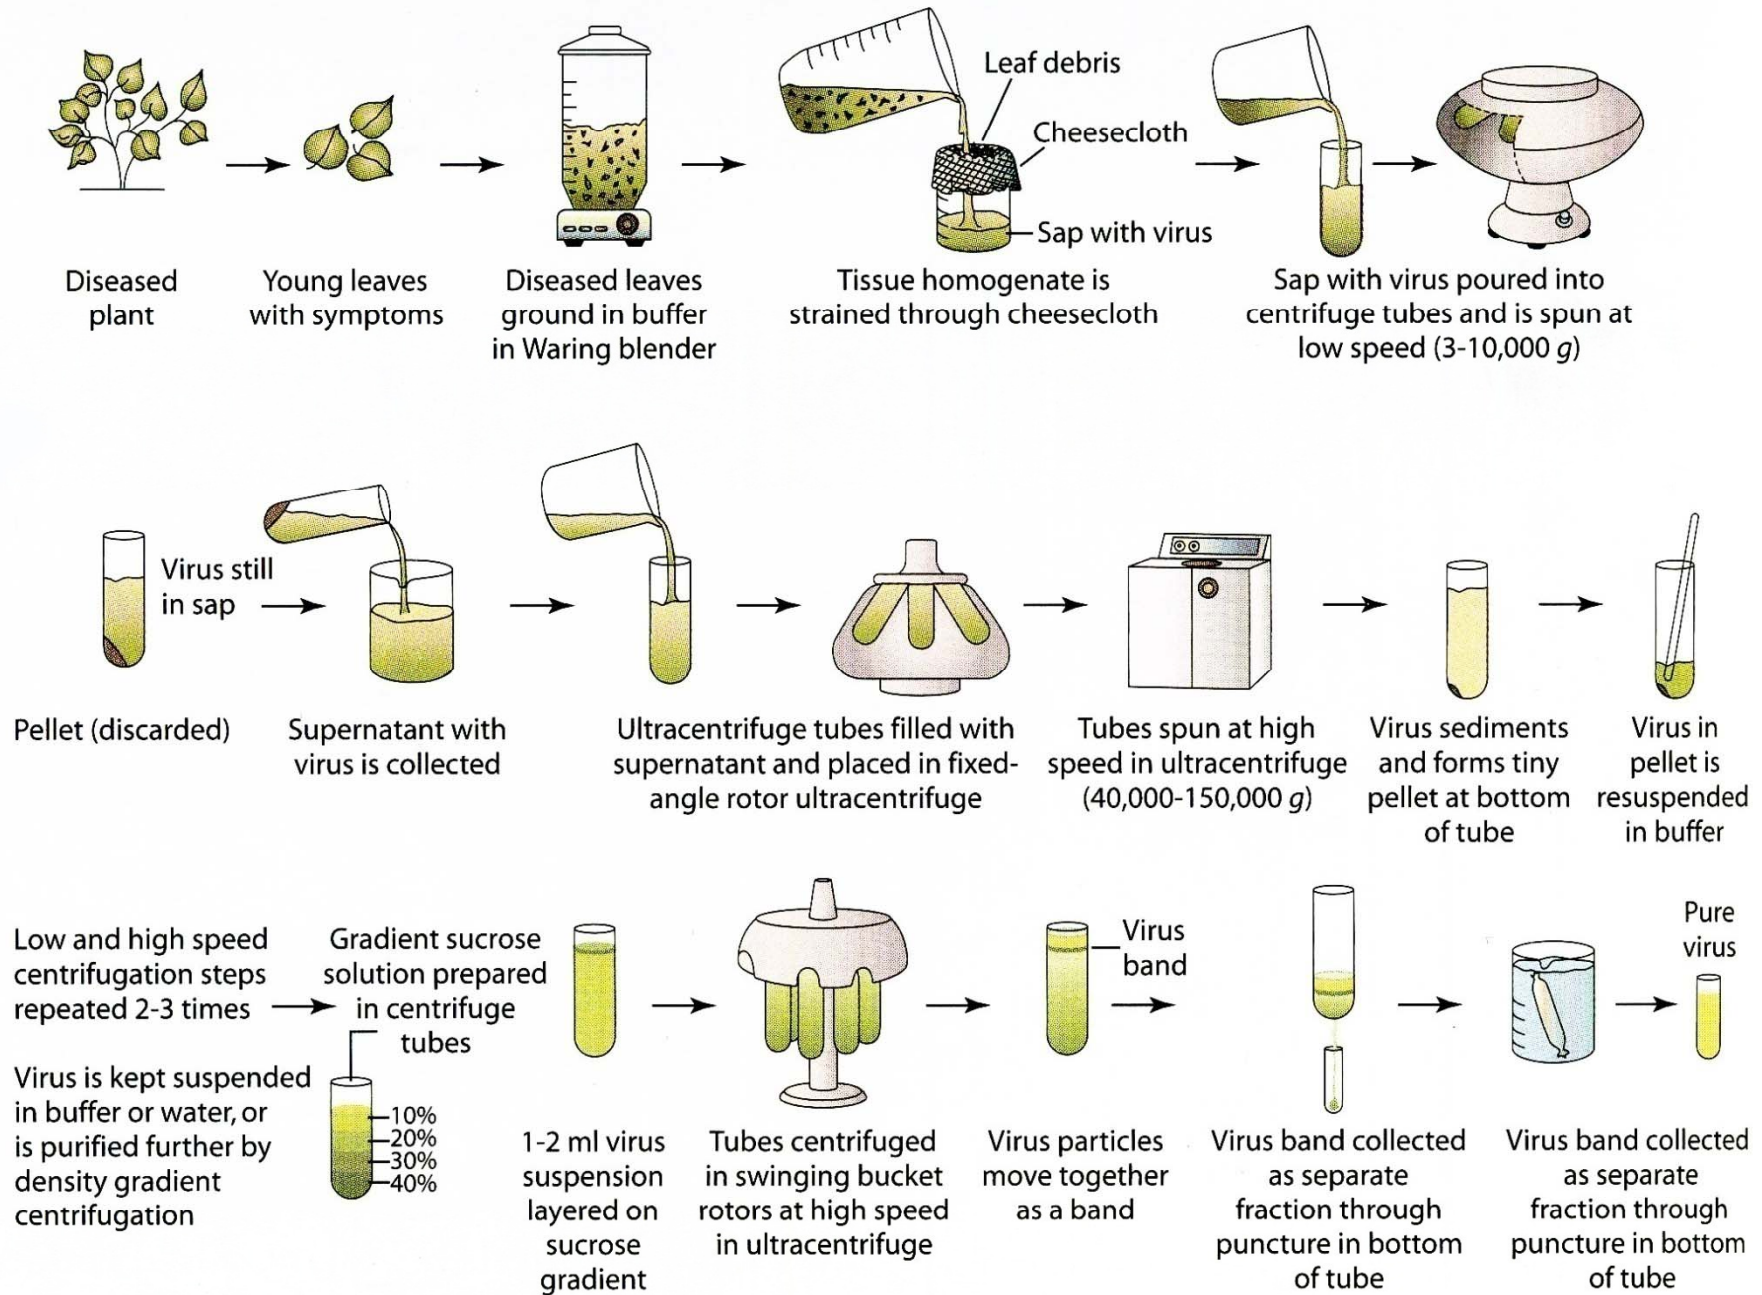 Leaf debris
Cheesecloth
Sap with virus
Diseased
plant
Young leaves
with symptoms
Diseased leaves
ground in buffer
in Waring blender
Tissue homogenate is
strained through cheesecloth
Sap with virus poured into
centrifuge tubes and is spun at
low speed (3-10,000 g)
Virus still
in sap
Pellet (discarded)
Supernatant with
virus is collected
Ultracentrifuge tubes filled with
supernatant and placed in fixed-
angle rotor ultracentrifuge
Tubes spun at high
speed in ultracentrifuge
(40,000-150,000 g)
Virus sediments
and forms tiny
pellet at bottom
of tube
Virus in
pellet is
resuspended
in buffer
Low and high speed
centrifugation steps
repeated 2-3 times
Virus is kept suspended
in buffer or water, or
is purified further by
density gradient
centrifugation
Gradient sucrose
solution prepared
in centrifuge
tubes
10%
20%
30%
40%
1-2 ml virus
suspension
layered on
sucrose
gradient
Tubes centrifuged
in swinging bucket
rotors at high speed
in ultracentrifuge
Virus
band
Virus particles
move together
as a band
Virus band collected
as separate
fraction through
puncture in bottom
of tube
Pure
virus
Virus band collected
as separate
fraction through
puncture in bottom
of tube